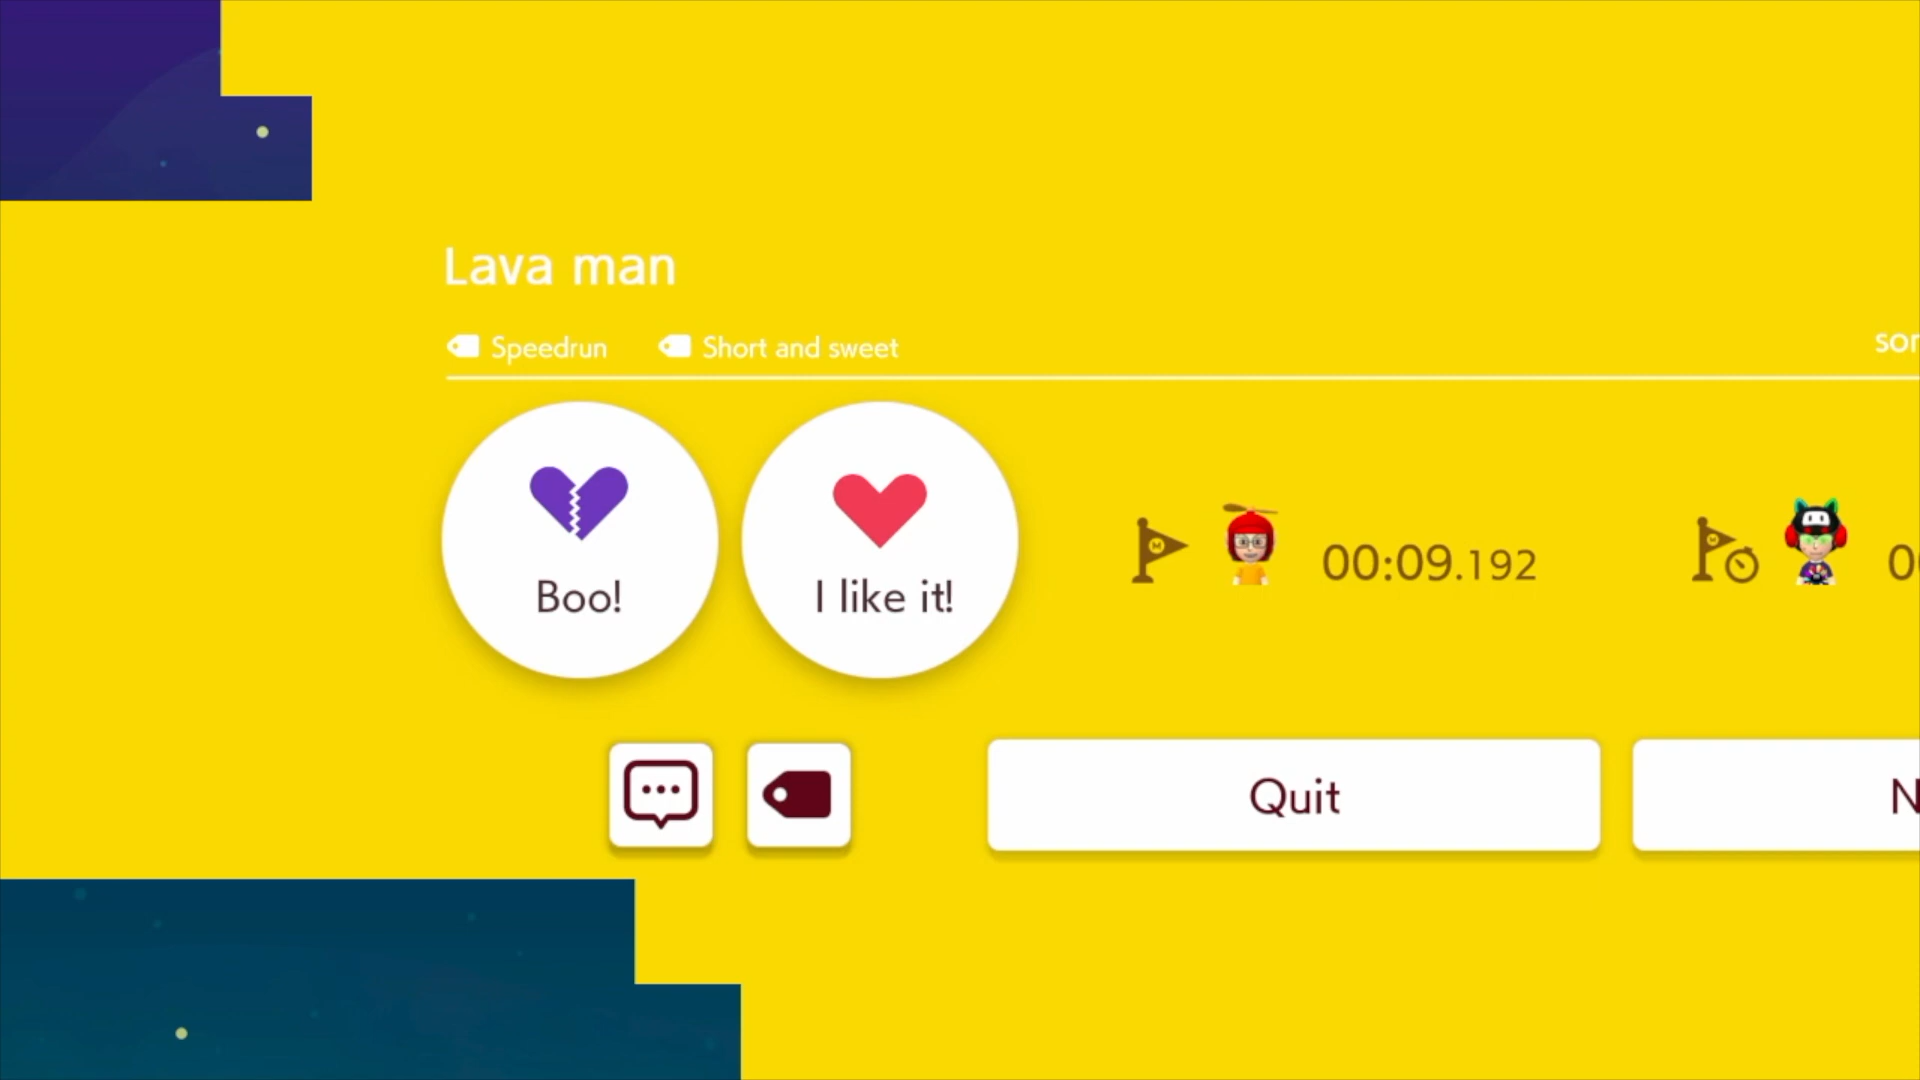 Lava man
Speedrun Short and sweet
Boo! I like it! 00:09.192
Quit